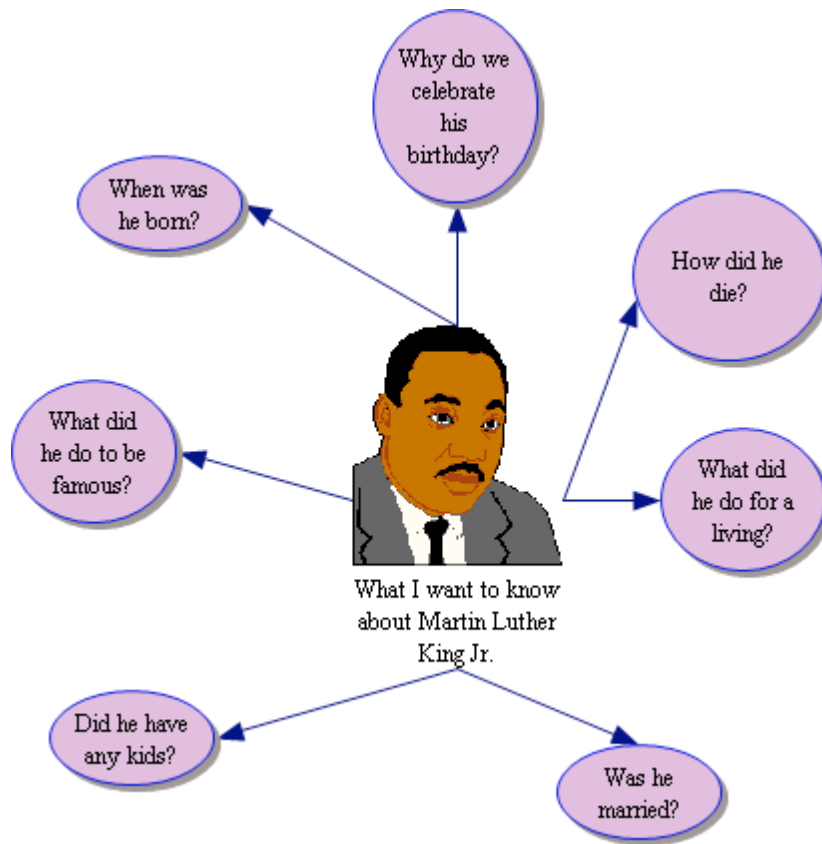 Why do we
celebrate
his
birthday?
When was
he born?
How did he
die?
What did
he do to be
famous?
What did
he do for a
living?
What I want to know
about Martin Luther
King Jr.
Did he have
any kids?
Was he
married?